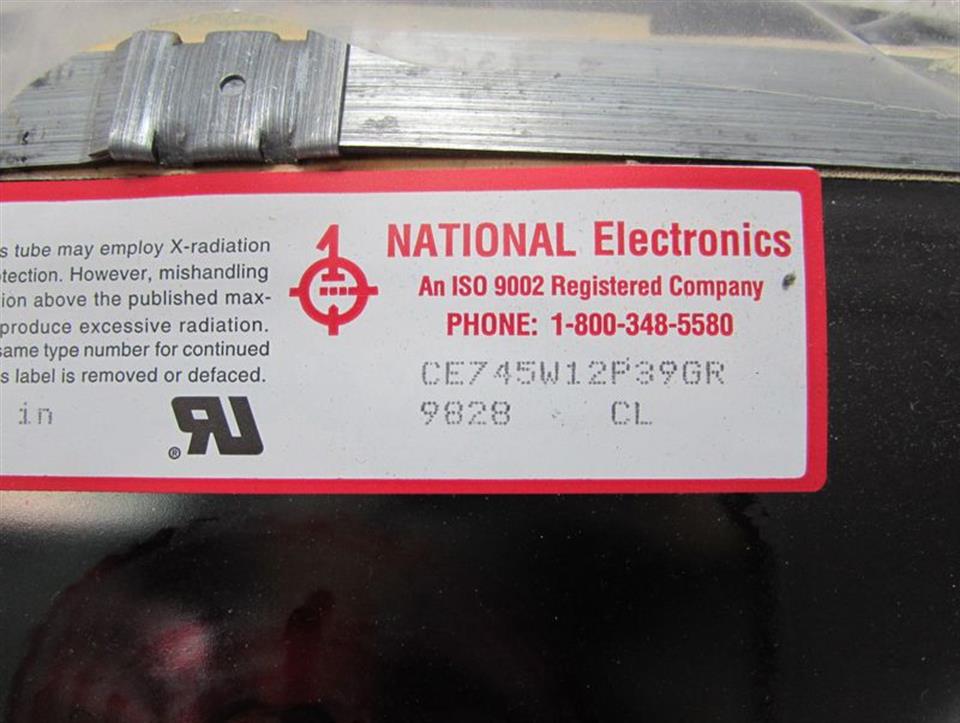 s tube may employ X-radiation
otection. However, mishandling
ion above the published max-
produce excessive radiation.
same type number for continued
s label is removed or defaced.
in
®
NATIONAL Electronics
An ISO 9002 Registered Company
PHONE: 1-800-348-5580
CE745W12P39GR
9828 CL